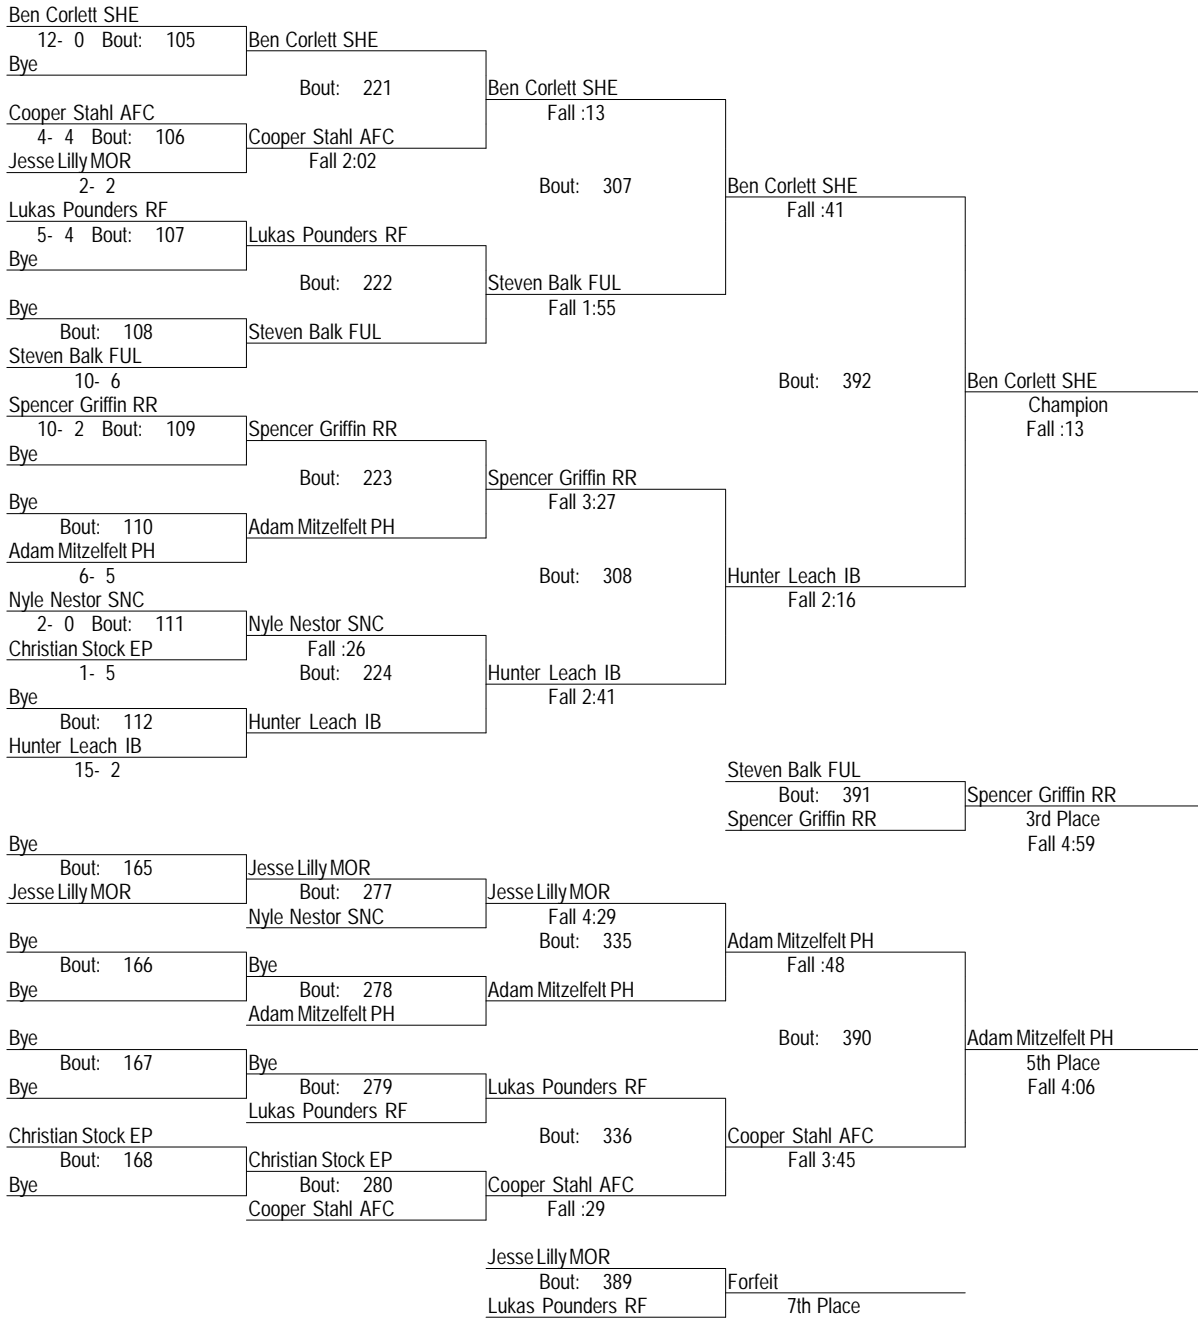 Ben Corlett SHE
12- 0 Bout: 105
Bye
Ben Corlett SHE
Bout: 221
Cooper Stahl AFC
4- 4 Bout: 106
Jesse Lilly MOR
2- 2
Cooper Stahl AFC
Fall 2:02
Ben Corlett SHE
Fall :13
Bout: 307
Lukas Pounders RF
5- 4 Bout: 107
Bye
Lukas Pounders RF
Bout: 222
Bye
Bout: 108
Steven Balk FUL
10- 6
Steven Balk FUL
Steven Balk FUL
Fall 1:55
Ben Corlett SHE
Fall :41
Bout: 392
Spencer Griffin RR
10- 2 Bout: 109
Bye
Spencer Griffin RR
Bout: 223
Bye
Bout: 110
Adam Mitzelfelt PH
6- 5
Adam Mitzelfelt PH
Spencer Griffin RR
Fall 3:27
Bout: 308
Nyle Nestor SNC
2- 0 Bout: 111
Christian Stock EP
1- 5
Nyle Nestor SNC
Fall :26
Bout: 224
Bye
Bout: 112
Hunter Leach IB
15- 2
Hunter Leach IB
Hunter Leach IB
Fall 2:41
Hunter Leach IB
Fall 2:16
Ben Corlett SHE
Champion
Fall :13
Steven Balk FUL
Bout: 391
Spencer Griffin RR
Spencer Griffin RR
3rd Place
Fall 4:59
Bye
Bout: 165
Jesse Lilly MOR
Jesse Lilly MOR
Bout: 277
Nyle Nestor SNC
Jesse Lilly MOR
Fall 4:29
Bout: 335
Bye
Bout: 166
Bye
Bye
Bout: 278
Adam Mitzelfelt PH
Adam Mitzelfelt PH
Adam Mitzelfelt PH
Fall :48
Bout: 390
Bye
Bout: 167
Bye
Bye
Bout: 279
Lukas Pounders RF
Lukas Pounders RF
Bout: 336
Christian Stock EP
Bout: 168
Bye
Christian Stock EP
Bout: 280
Cooper Stahl AFC
Cooper Stahl AFC
Fall :29
Cooper Stahl AFC
Fall 3:45
Adam Mitzelfelt PH
5th Place
Fall 4:06
Jesse Lilly MOR
Bout: 389
Lukas Pounders RF
Forfeit
7th Place